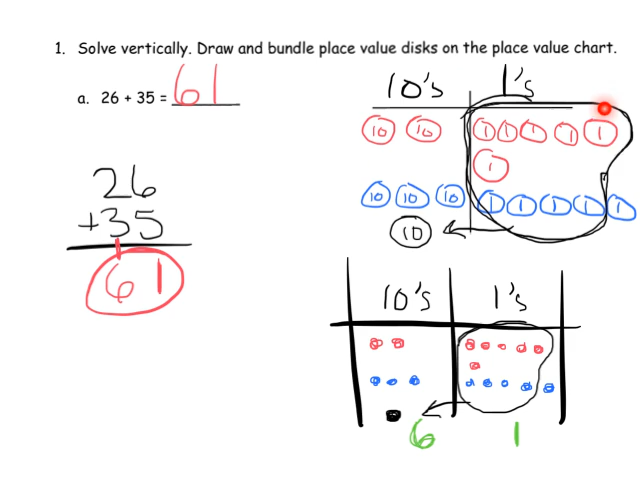 1. Solve vertically. Draw and bundle place value disks on the place value chart.
a. 26 + 35 = 61
10's 1's
10 10 1 1 1 1 1
1
10 10 10 1 1 1 1 1
10
26
+35
1
61
10's 1's
6 1